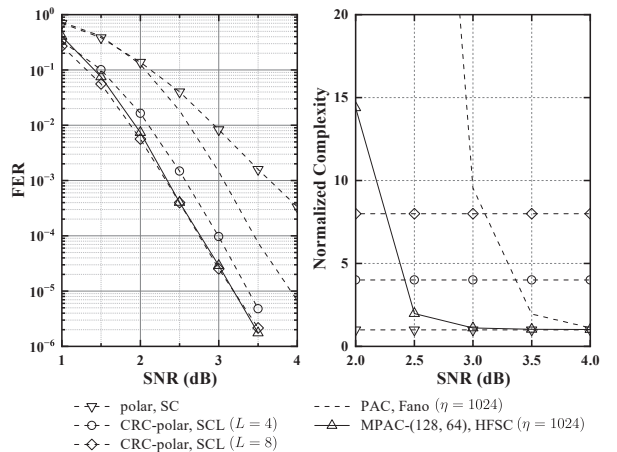 10^0
10^-1
10^-2
10^-3
10^-4
10^-5
10^-6
FER
1
2
3
4
SNR (dB)
20
15
10
5
0
Normalized Complexity
2.0
2.5
3.0
3.5
4.0
SNR (dB)
polar, SC
CRC-polar, SCL (L = 4)
CRC-polar, SCL (L = 8)
PAC, Fano (η = 1024)
MPAC-(128, 64), HFSC (η = 1024)